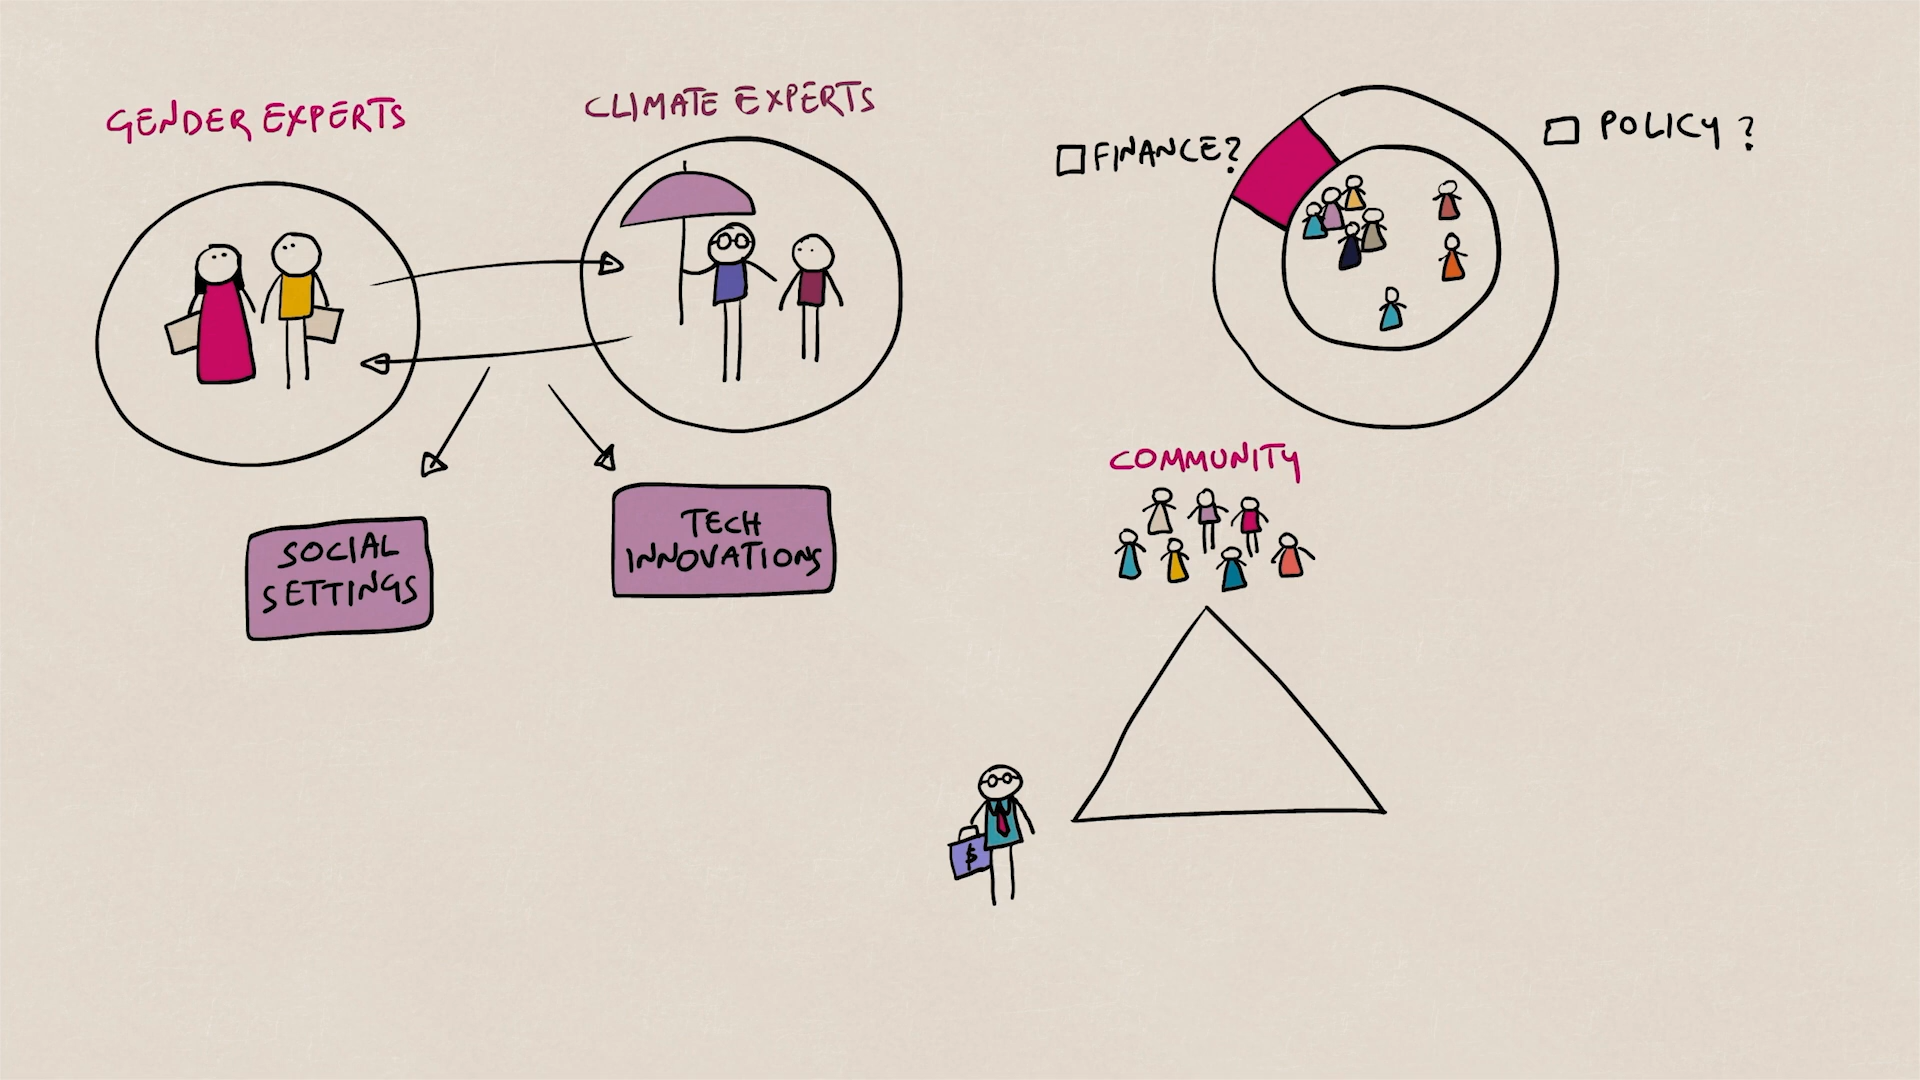 GENDER EXPERTS
CLIMATE EXPERTS
SOCIAL
SETTINGS
TECH
INNOVATIONS
FINANCE?
POLICY?
COMMUNITY
$